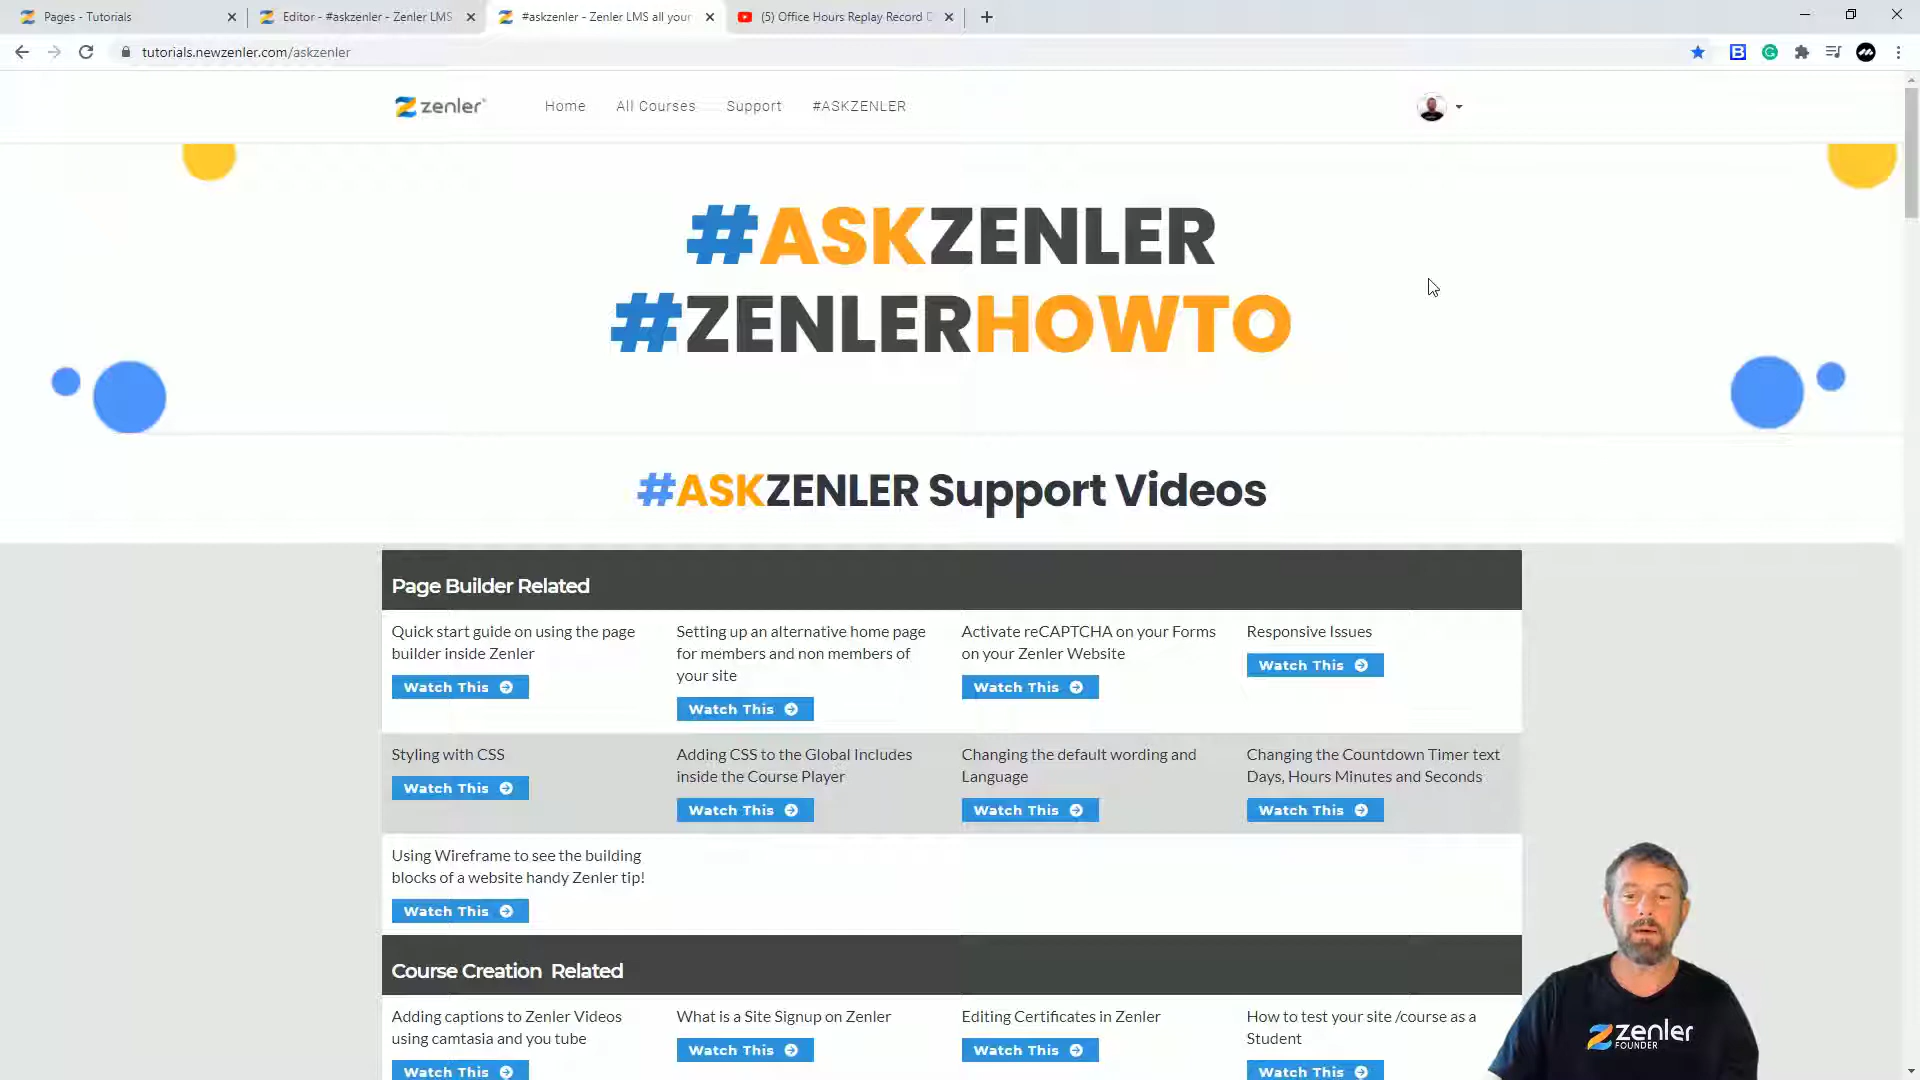 Pages - Tutorials
Editor - #askzenler - Zenler LMS
#askzenler - Zenler LMS all your
(5) Office Hours Replay Record D
tutorials.newzenler.com/askzenler
zenler
Home
All Courses
Support
#ASKZENLER
#ASKZENLER
#ZENLERHOWTO
#ASKZENLER Support Videos
Page Builder Related
Quick start guide on using the page
builder inside Zenler
Watch This
Setting up an alternative home page
for members and non members of
your site
Watch This
Activate reCAPTCHA on your Forms
on your Zenler Website
Watch This
Responsive Issues
Watch This
Styling with CSS
Watch This
Adding CSS to the Global Includes
inside the Course Player
Watch This
Changing the default wording and
Language
Watch This
Changing the Countdown Timer text
Days, Hours Minutes and Seconds
Watch This
Using Wireframe to see the building
blocks of a website handy Zenler tip!
Watch This
Course Creation Related
Adding captions to Zenler Videos
using camtasia and you tube
Watch This
What is a Site Signup on Zenler
Watch This
Editing Certificates in Zenler
Watch This
How to test your site /course as a
Student
Watch This
zenler
FOUNDER